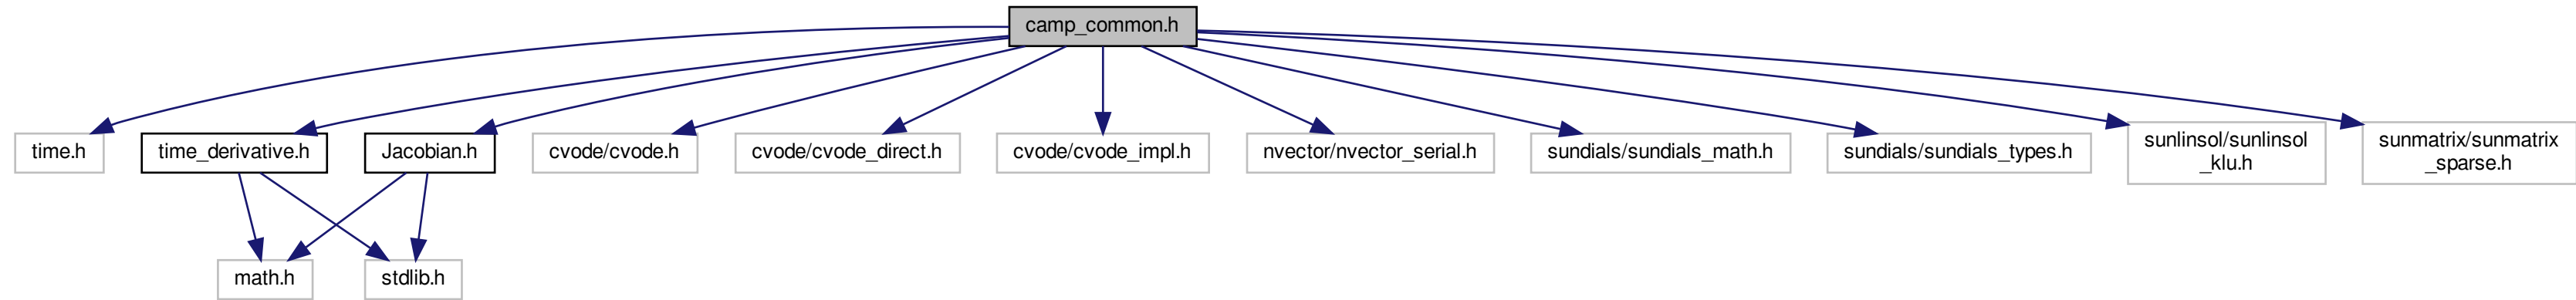 camp_common.h
time.h
time_derivative.h
Jacobian.h
cvode/cvode.h
cvode/cvode_direct.h
cvode/cvode_impl.h
nvector/nvector_serial.h
sundials/sundials_math.h
sundials/sundials_types.h
sunlinsol/sunlinsol
_klu.h
sunmatrix/sunmatrix
_sparse.h
math.h
stdlib.h